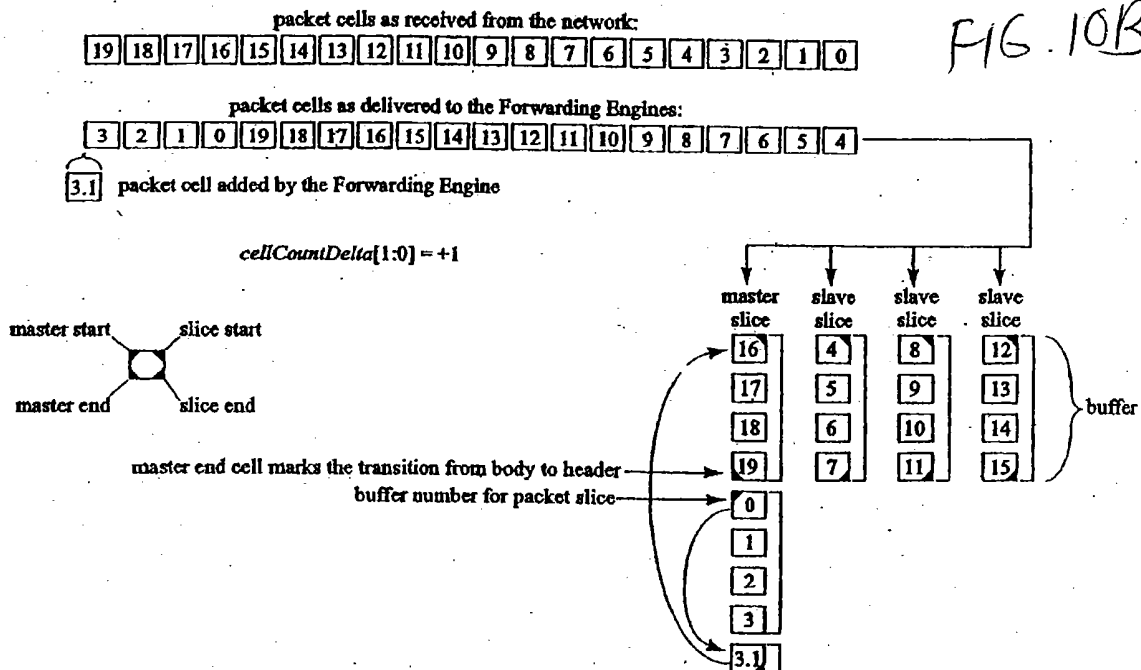 packet cells as received from the network:
FIG. 10B
19 18 17 16 15 14 13 12 11 10 9 8 7 6 5 4 3 2 1 0
packet cells as delivered to the Forwarding Engines:
3 2 1 0 19 18 17 16 15 14 13 12 11 10 9 8 7 6 5 4
3.1 packet cell added by the Forwarding Engine
cellCountDelta[1:0] = +1
master slice
slave slice
slave slice
slave slice
master start
slice start
master end
slice end
16 4 8 12
17 5 9 13
buffer
18 6 10 14
master end cell marks the transition from body to header
19 7 11 15
buffer number for packet slice
0
1
2
3
3.1